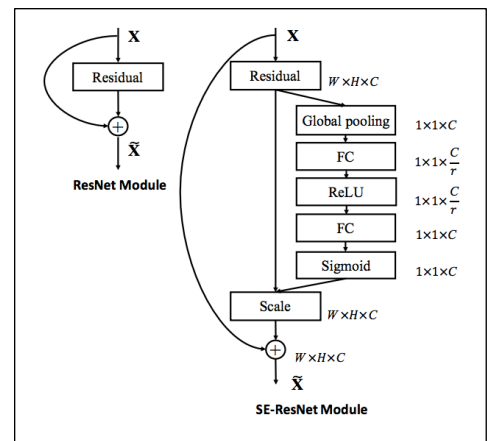 X
Residual
+
X̃
ResNet Module
X
Residual
W×H×C
Global pooling
1×1×C
FC
1×1×C/r
ReLU
1×1×C/r
FC
1×1×C
Sigmoid
1×1×C
Scale
W×H×C
+
W×H×C
X̃
SE-ResNet Module